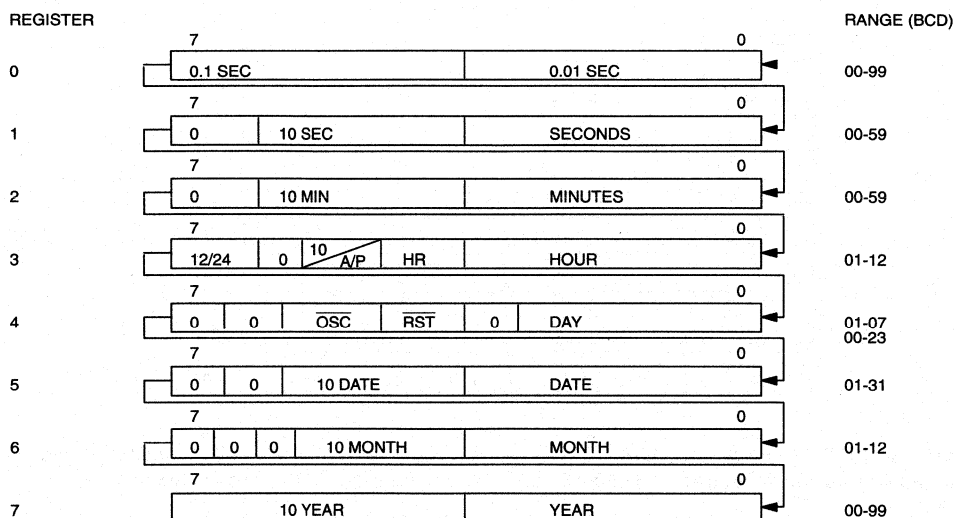 REGISTER RANGE (BCD)
7 0
0 0.1 SEC 0.01 SEC 00-99
7 0
1 0 10 SEC SECONDS 00-59
7 0
2 0 10 MIN MINUTES 00-59
7 0
3 12/24 0 10 A/P HR HOUR 01-12
7 0
4 0 0 OSC RST 0 DAY 01-07
00-23
7 0
5 0 0 10 DATE DATE 01-31
7 0
6 0 0 0 10 MONTH MONTH 01-12
7 0
7 10 YEAR YEAR 00-99